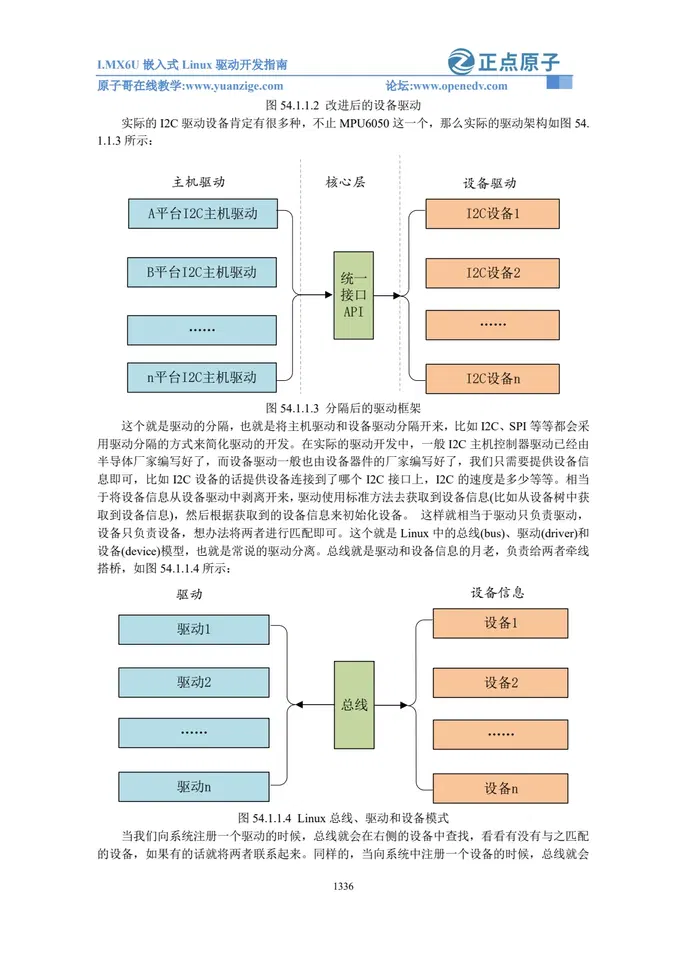 I.MX6U 嵌入式 Linux 驱动开发指南
正点原子
原子哥在线教学:www.yuanzige.com
论坛:www.openedv.com
图 54.1.1.2 改进后的设备驱动
实际的 I2C 驱动设备肯定有很多种，不止 MPU6050 这一个，那么实际的驱动架构如图 54.
1.1.3 所示：
主机驱动
核心层
设备驱动
A平台I2C主机驱动
I2C设备1
B平台I2C主机驱动
I2C设备2
统一
接口
API
……
……
n平台I2C主机驱动
I2C设备n
图 54.1.1.3 分隔后的驱动框架
这个就是驱动的分隔，也就是将主机驱动和设备驱动分隔开来，比如 I2C、SPI 等等都会采
用驱动分隔的方式来简化驱动的开发。在实际的驱动开发中，一般 I2C 主机控制器驱动已经由
半导体厂家编写好了，而设备驱动一般也由设备器件的厂家编写好了，我们只需要提供设备信
息即可，比如 I2C 设备的话提供设备连接到了哪个 I2C 接口上，I2C 的速度是多少等等。相当
于将设备信息从设备驱动中剥离开来，驱动使用标准方法去获取到设备信息(比如从设备树中获
取到设备信息)，然后根据获取到的设备信息来初始化设备。 这样就相当于驱动只负责驱动，
设备只负责设备，想办法将两者进行匹配即可。这个就是 Linux 中的总线(bus)、驱动(driver)和
设备(device)模型，也就是常说的驱动分离。总线就是驱动和设备信息的月老，负责给两者牵线
搭桥，如图 54.1.1.4 所示：
驱动
设备信息
驱动1
设备1
驱动2
设备2
总线
……
……
驱动n
设备n
图 54.1.1.4 Linux 总线、驱动和设备模式
当我们向系统注册一个驱动的时候，总线就会在右侧的设备中查找，看看有没有与之匹配
的设备，如果有的话就将两者联系起来。同样的，当向系统中注册一个设备的时候，总线就会
1336